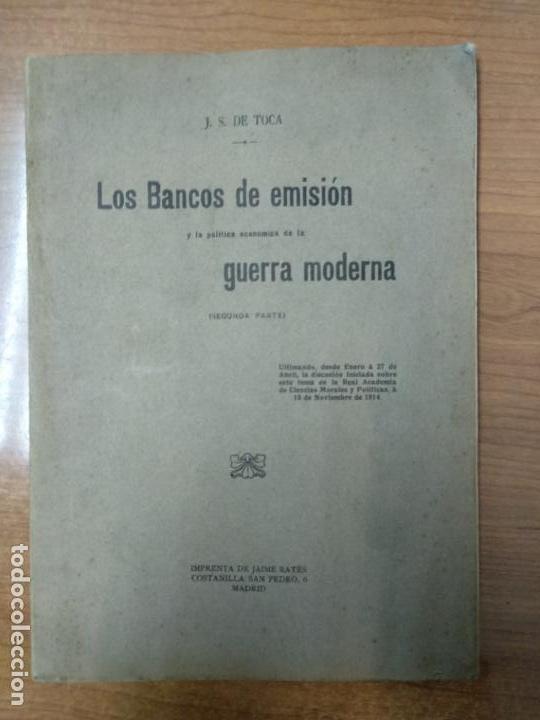 J. S. DE TOCA
Los Bancos de emisión
y la política económica de la
guerra moderna
(SEGUNDA PARTE)
Ultimando, desde Enero á 27 de
Abril, la discusión iniciada sobre
este tema en la Real Academia
de Ciencias Morales y Políticas, á
10 de Noviembre de 1914.
IMPRENTA DE JAIME RATÉS
COSTANILLA SAN PEDRO, 6
MADRID
todocoleccion